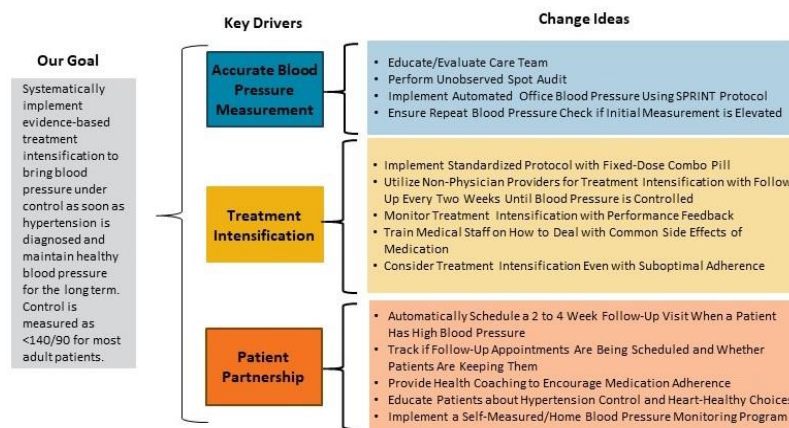 Key Drivers
Change Ideas
Our Goal
Systematically
implement
evidence-based
treatment
intensification to
bring blood
pressure under
control as soon as
hypertension is
diagnosed and
maintain healthy
blood pressure
for the long term.
Control is
measured as
<140/90 for most
adult patients.
Accurate Blood
Pressure
Measurement
• Educate/Evaluate Care Team
• Perform Unobserved Spot Audit
• Implement Automated Office Blood Pressure Using SPRINT Protocol
• Ensure Repeat Blood Pressure Check if Initial Measurement is Elevated
Treatment
Intensification
• Implement Standardized Protocol with Fixed-Dose Combo Pill
• Utilize Non-Physician Providers for Treatment Intensification with Follow
Up Every Two Weeks Until Blood Pressure is Controlled
• Monitor Treatment Intensification with Performance Feedback
• Train Medical Staff on How to Deal with Common Side Effects of
Medication
• Consider Treatment Intensification Even with Suboptimal Adherence
Patient
Partnership
• Automatically Schedule a 2 to 4 Week Follow-Up Visit When a Patient
Has High Blood Pressure
• Track if Follow-Up Appointments Are Being Scheduled and Whether
Patients Are Keeping Them
• Provide Health Coaching to Encourage Medication Adherence
• Educate Patients about Hypertension Control and Heart-Healthy Choices
• Implement a Self-Measured/Home Blood Pressure Monitoring Program